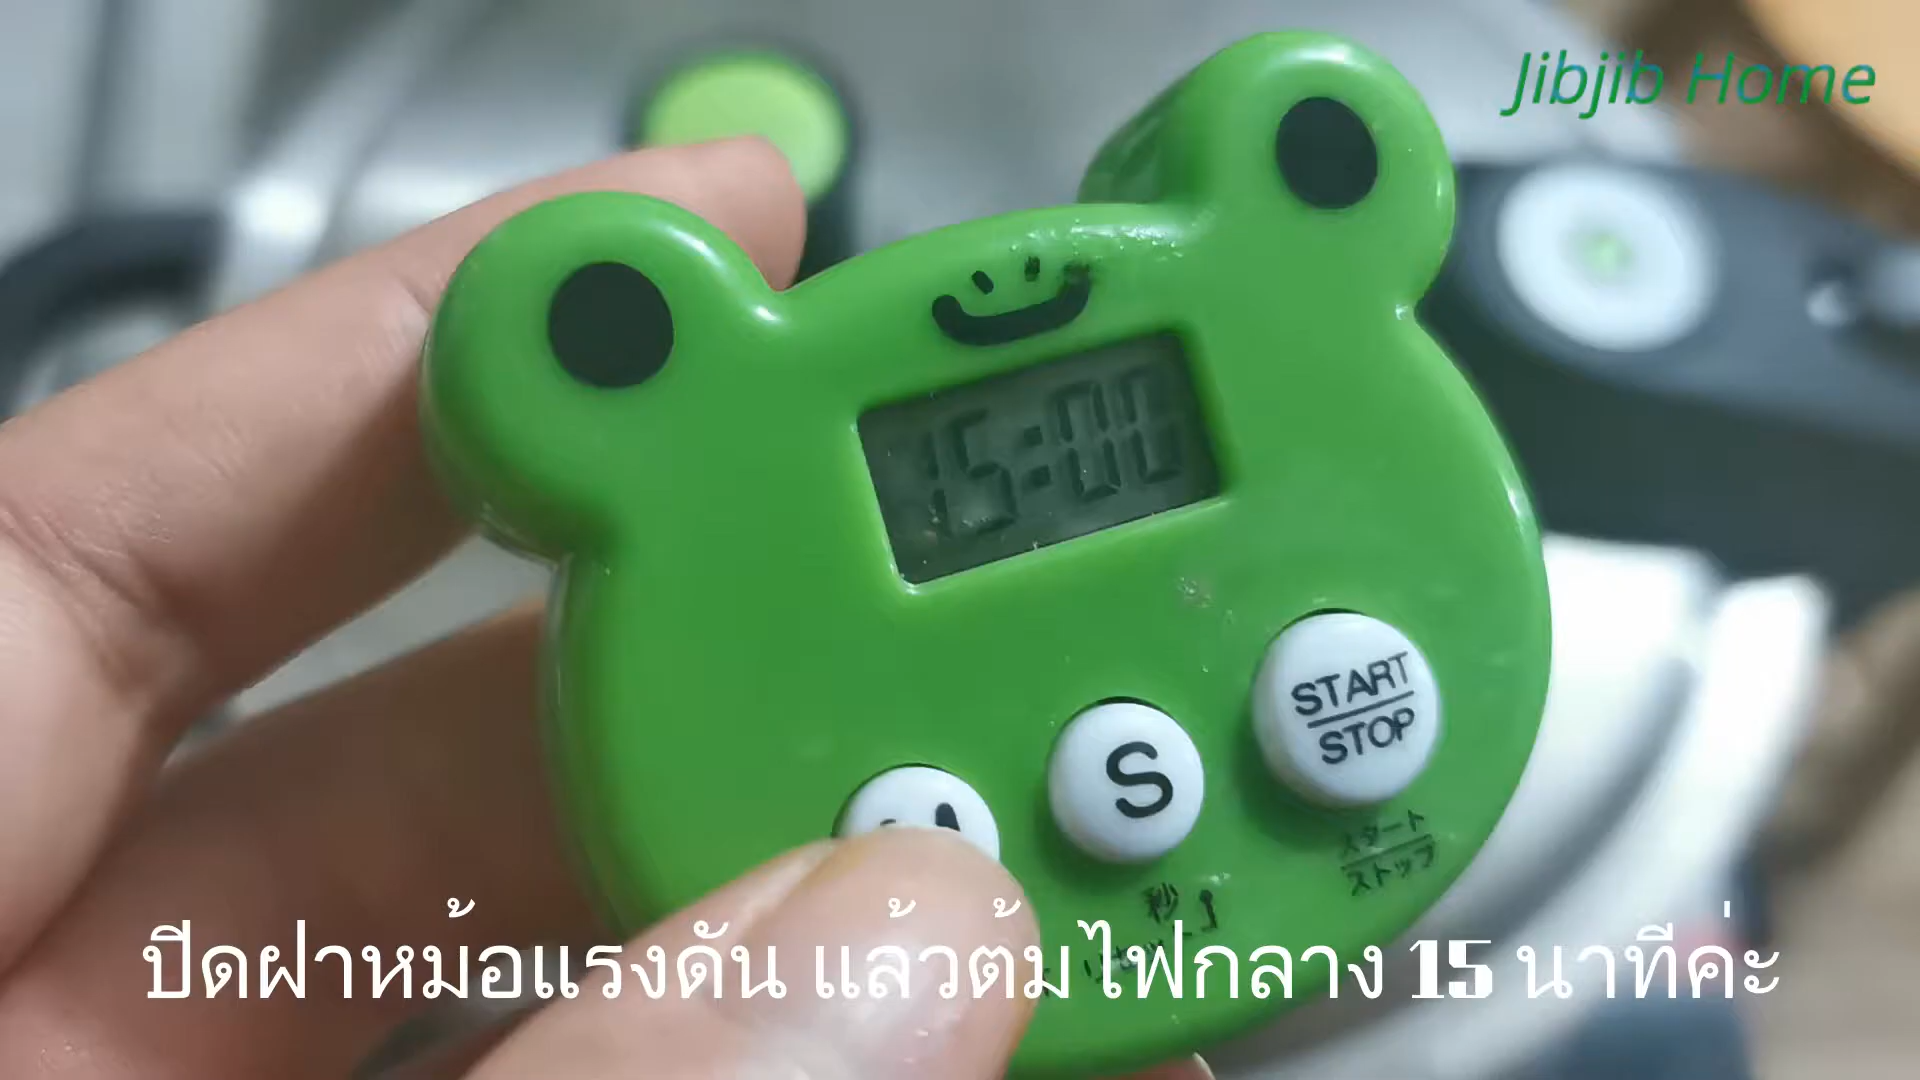 Jibjib Home
15:00
START
STOP
S
スタート
ストップ
秒
ปิดฝาหม้อแรงดัน แล้วต้มไฟกลาง 15 นาทีค่ะ